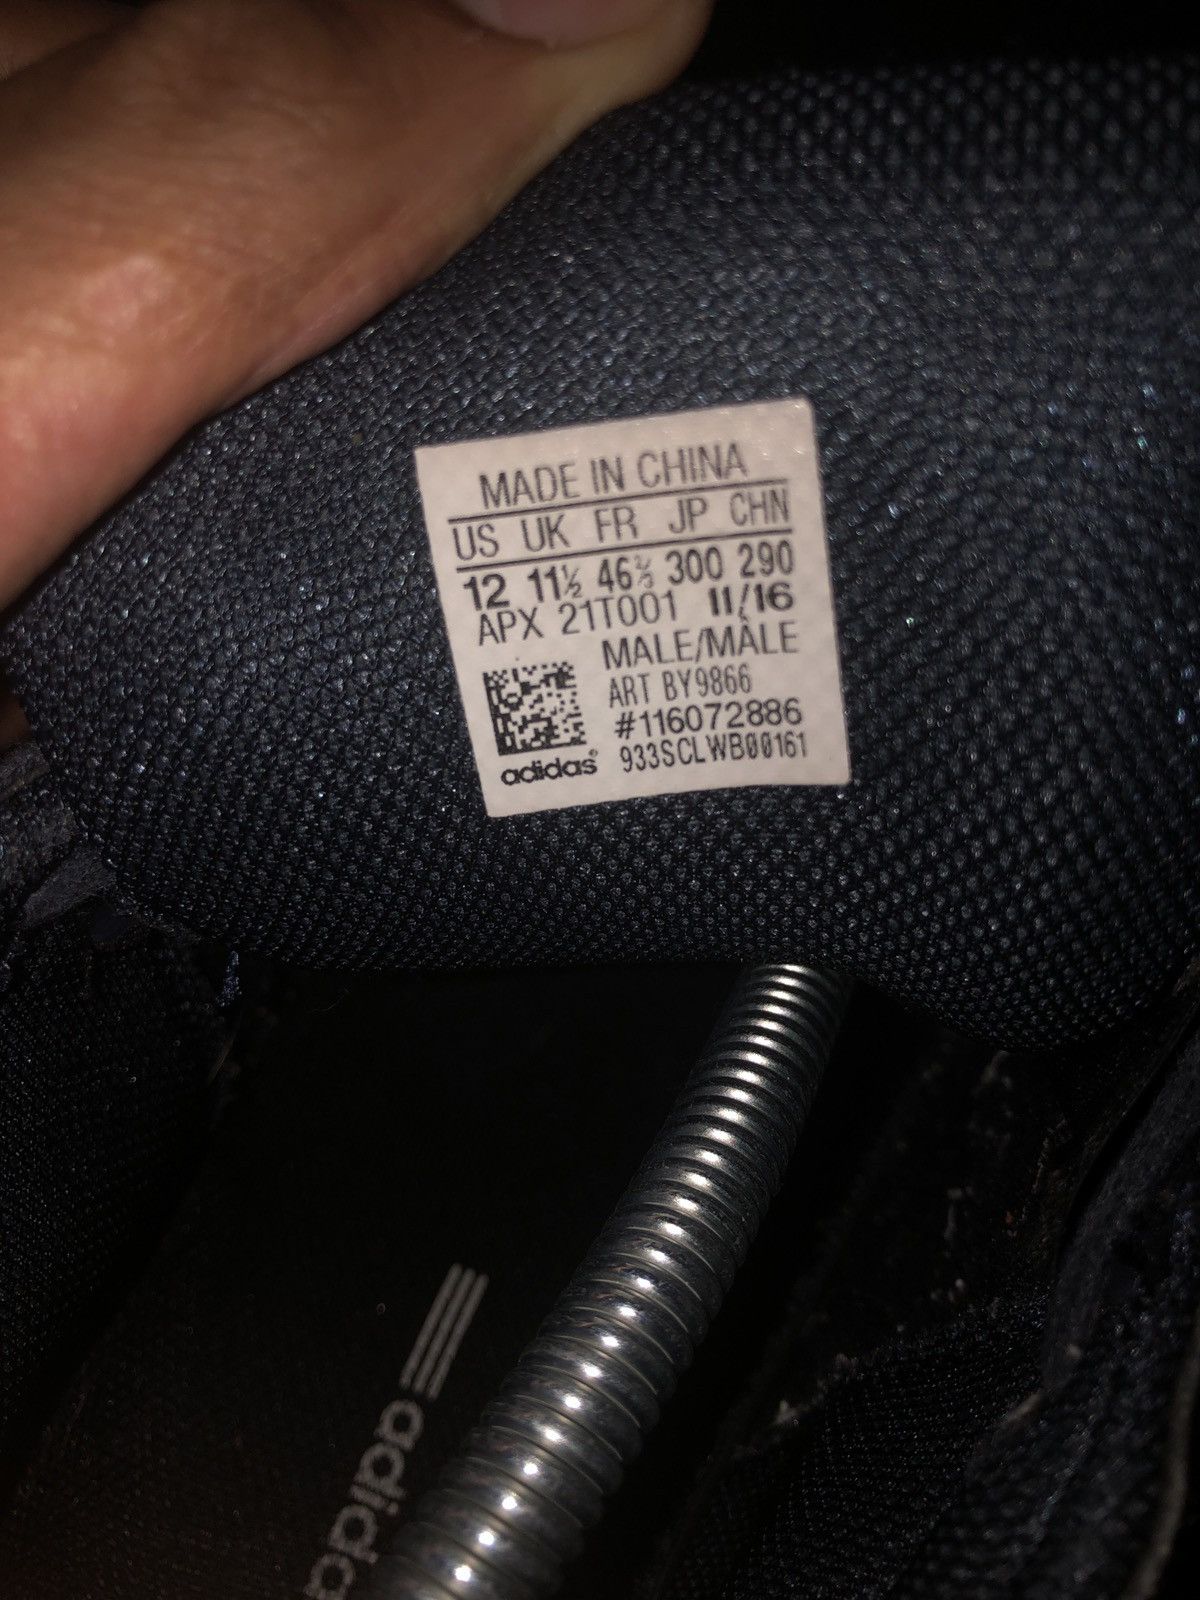 MADE IN CHINA
US UK FR JP CHN
12 11½ 46⅔ 300 290
APX 21T001 11/16
MALE/MÂLE
ART BY9866
#116072886
933SCLWB00161
adidas®
adidas